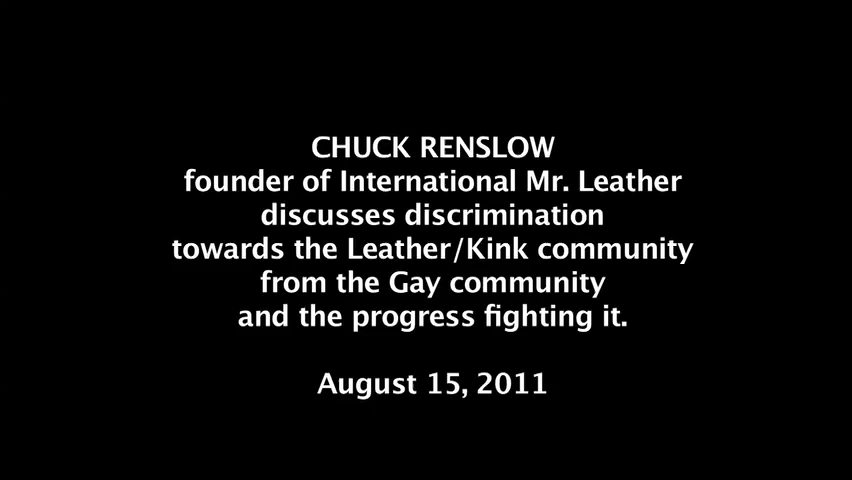 CHUCK RENSLOW
founder of International Mr. Leather
discusses discrimination
towards the Leather/Kink community
from the Gay community
and the progress fighting it.
August 15, 2011